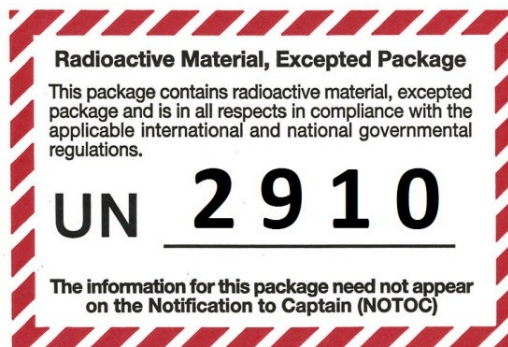 Radioactive Material, Excepted Package
This package contains radioactive material, excepted
package and is in all respects in compliance with the
applicable international and national governmental
regulations.
UN 2910
The information for this package need not appear
on the Notification to Captain (NOTOC)